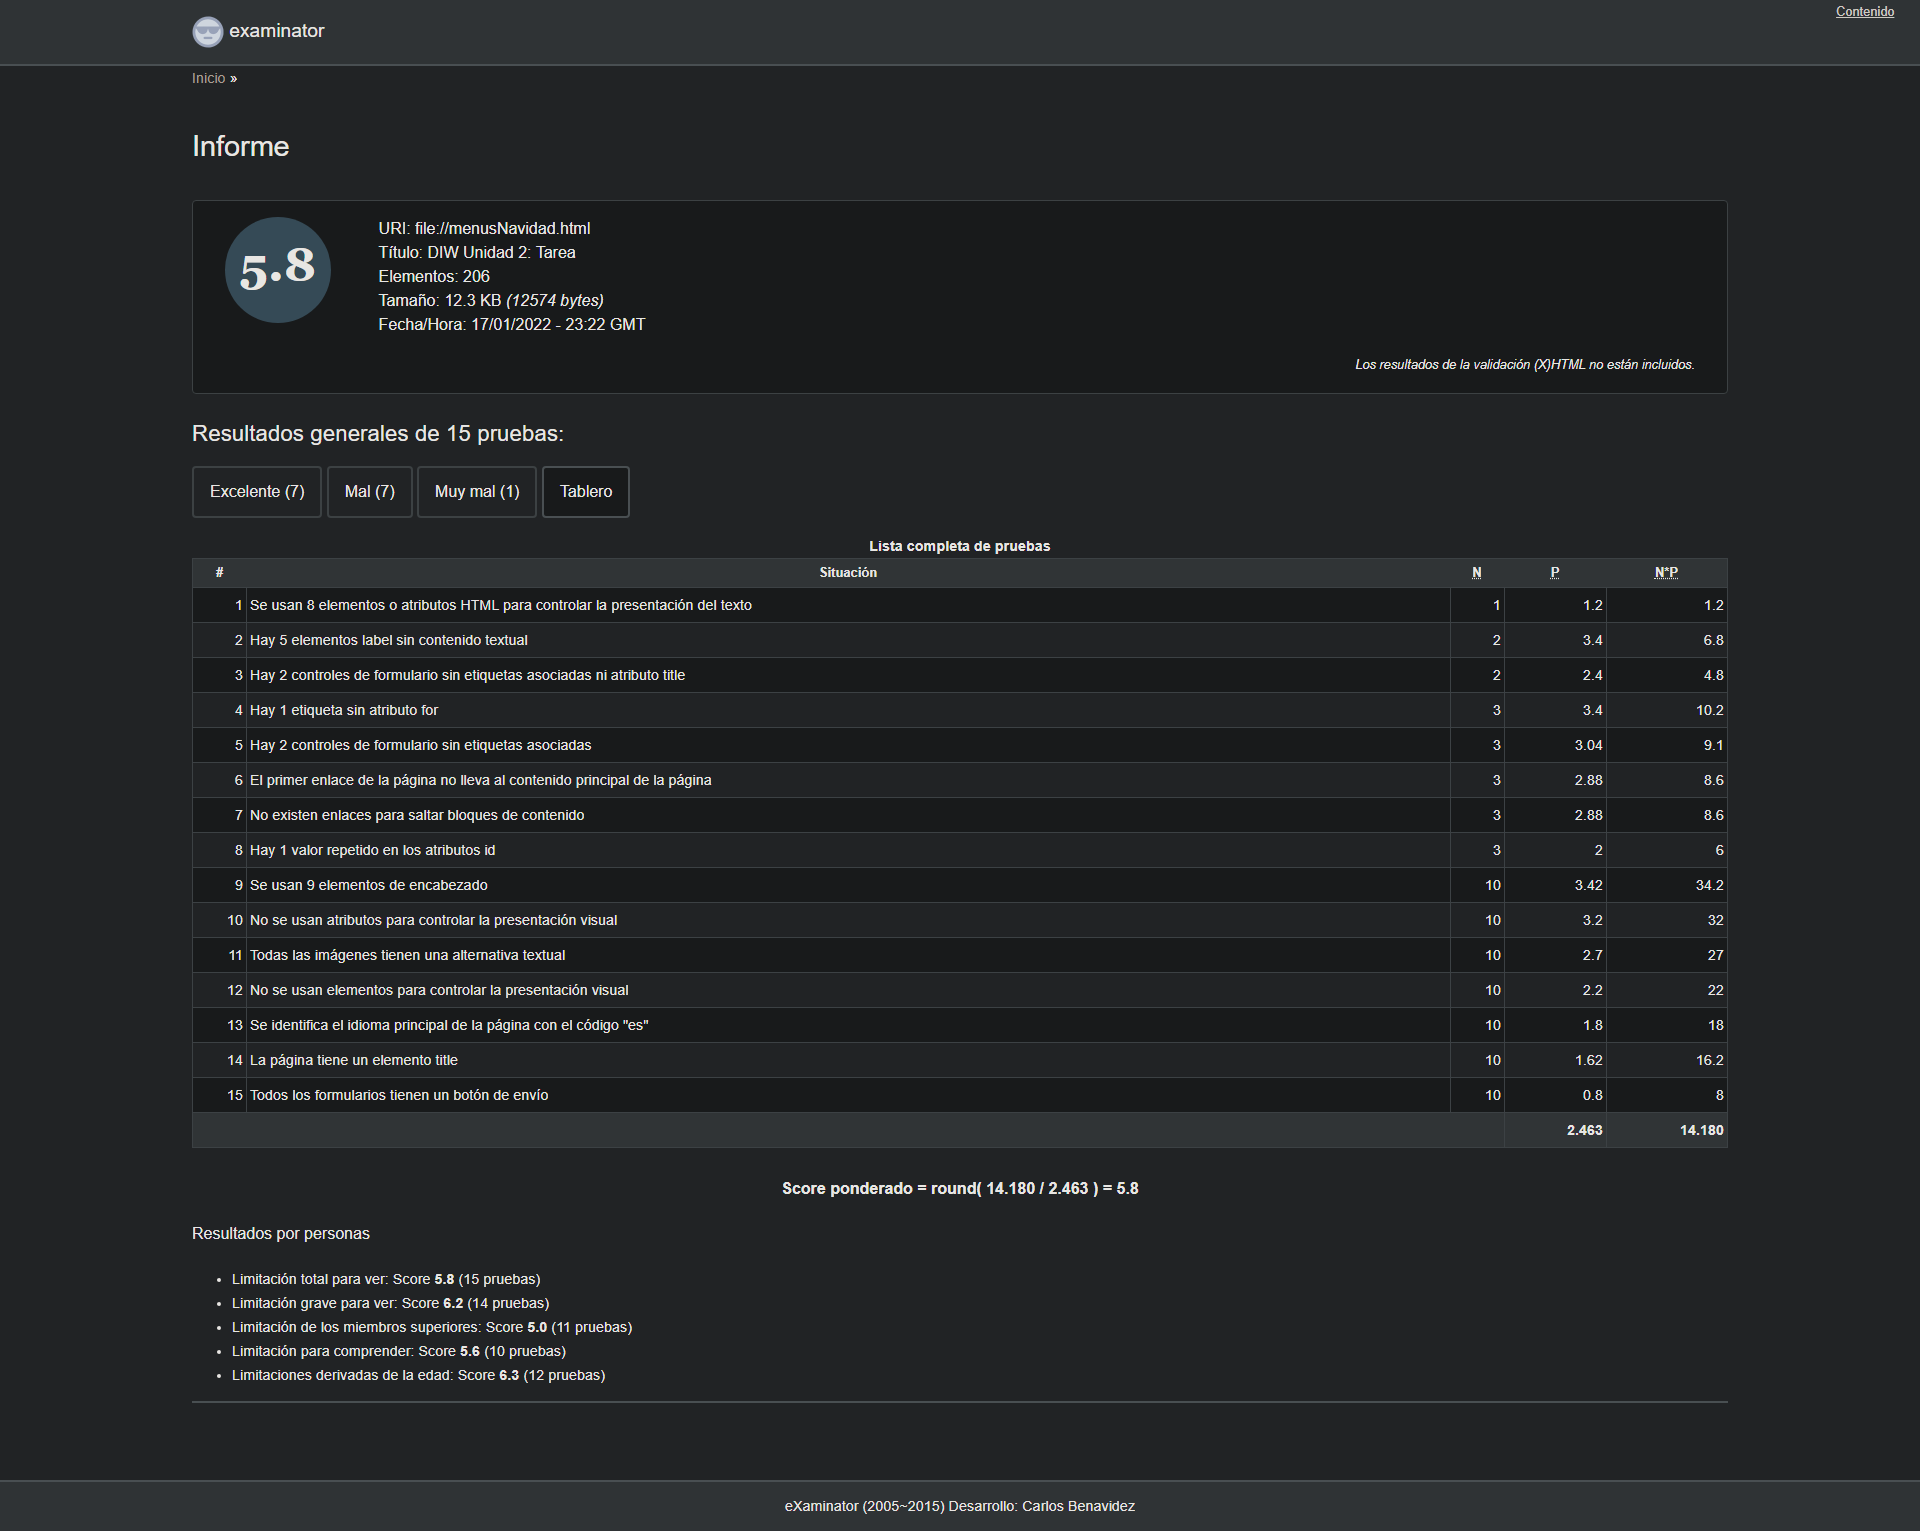 Contenido
examinator
Inicio »
Informe
5.8
URI: file://menusNavidad.html
Título: DIW Unidad 2: Tarea
Elementos: 206
Tamaño: 12.3 KB (12574 bytes)
Fecha/Hora: 17/01/2022 - 23:22 GMT
Los resultados de la validación (X)HTML no están incluidos.
Resultados generales de 15 pruebas:
Excelente (7) Mal (7) Muy mal (1) Tablero
Lista completa de pruebas
# Situación N P N*P
1 Se usan 8 elementos o atributos HTML para controlar la presentación del texto 1 1.2 1.2
2 Hay 5 elementos label sin contenido textual 2 3.4 6.8
3 Hay 2 controles de formulario sin etiquetas asociadas ni atributo title 2 2.4 4.8
4 Hay 1 etiqueta sin atributo for 3 3.4 10.2
5 Hay 2 controles de formulario sin etiquetas asociadas 3 3.04 9.1
6 El primer enlace de la página no lleva al contenido principal de la página 3 2.88 8.6
7 No existen enlaces para saltar bloques de contenido 3 2.88 8.6
8 Hay 1 valor repetido en los atributos id 3 2 6
9 Se usan 9 elementos de encabezado 10 3.42 34.2
10 No se usan atributos para controlar la presentación visual 10 3.2 32
11 Todas las imágenes tienen una alternativa textual 10 2.7 27
12 No se usan elementos para controlar la presentación visual 10 2.2 22
13 Se identifica el idioma principal de la página con el código "es" 10 1.8 18
14 La página tiene un elemento title 10 1.62 16.2
15 Todos los formularios tienen un botón de envío 10 0.8 8
2.463 14.180
Score ponderado = round( 14.180 / 2.463 ) = 5.8
Resultados por personas
• Limitación total para ver: Score 5.8 (15 pruebas)
• Limitación grave para ver: Score 6.2 (14 pruebas)
• Limitación de los miembros superiores: Score 5.0 (11 pruebas)
• Limitación para comprender: Score 5.6 (10 pruebas)
• Limitaciones derivadas de la edad: Score 6.3 (12 pruebas)
eXaminator (2005~2015) Desarrollo: Carlos Benavidez